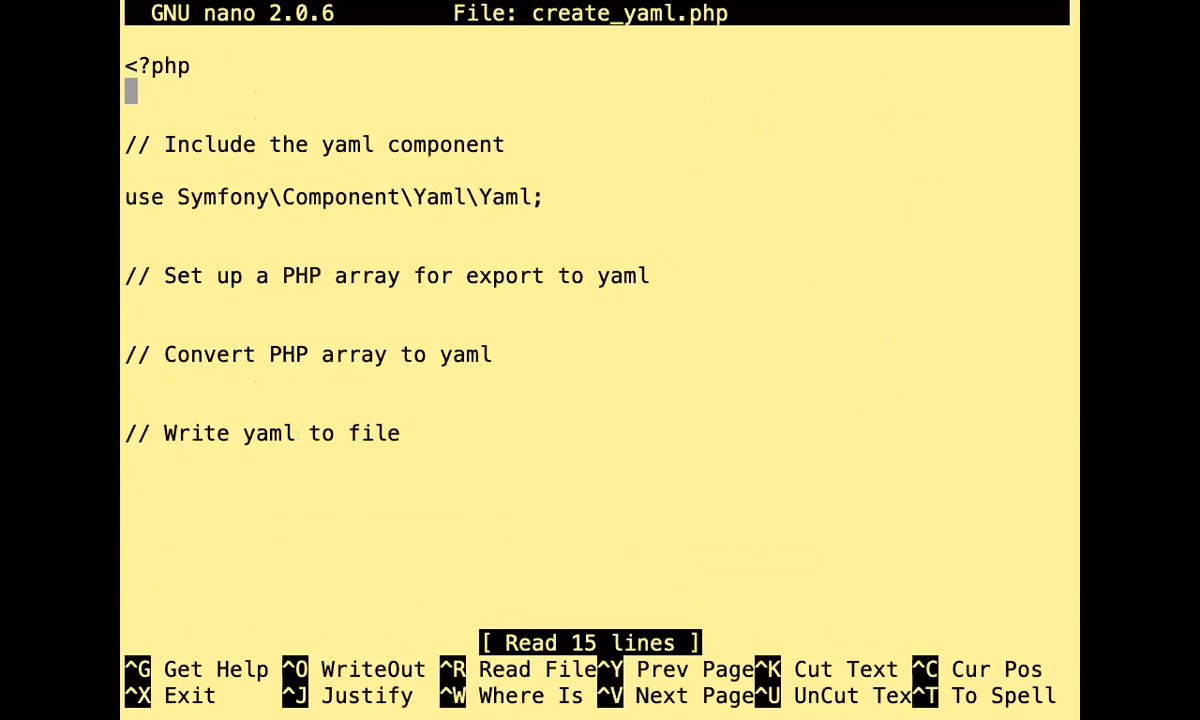 GNU nano 2.0.6 File: create_yaml.php
<?php
// Include the yaml component
use Symfony\Component\Yaml\Yaml;
// Set up a PHP array for export to yaml
// Convert PHP array to yaml
// Write yaml to file
[ Read 15 lines ]
^G Get Help ^O WriteOut ^R Read File^Y Prev Page^K Cut Text ^C Cur Pos
^X Exit ^J Justify ^W Where Is ^V Next Page^U UnCut Tex^T To Spell